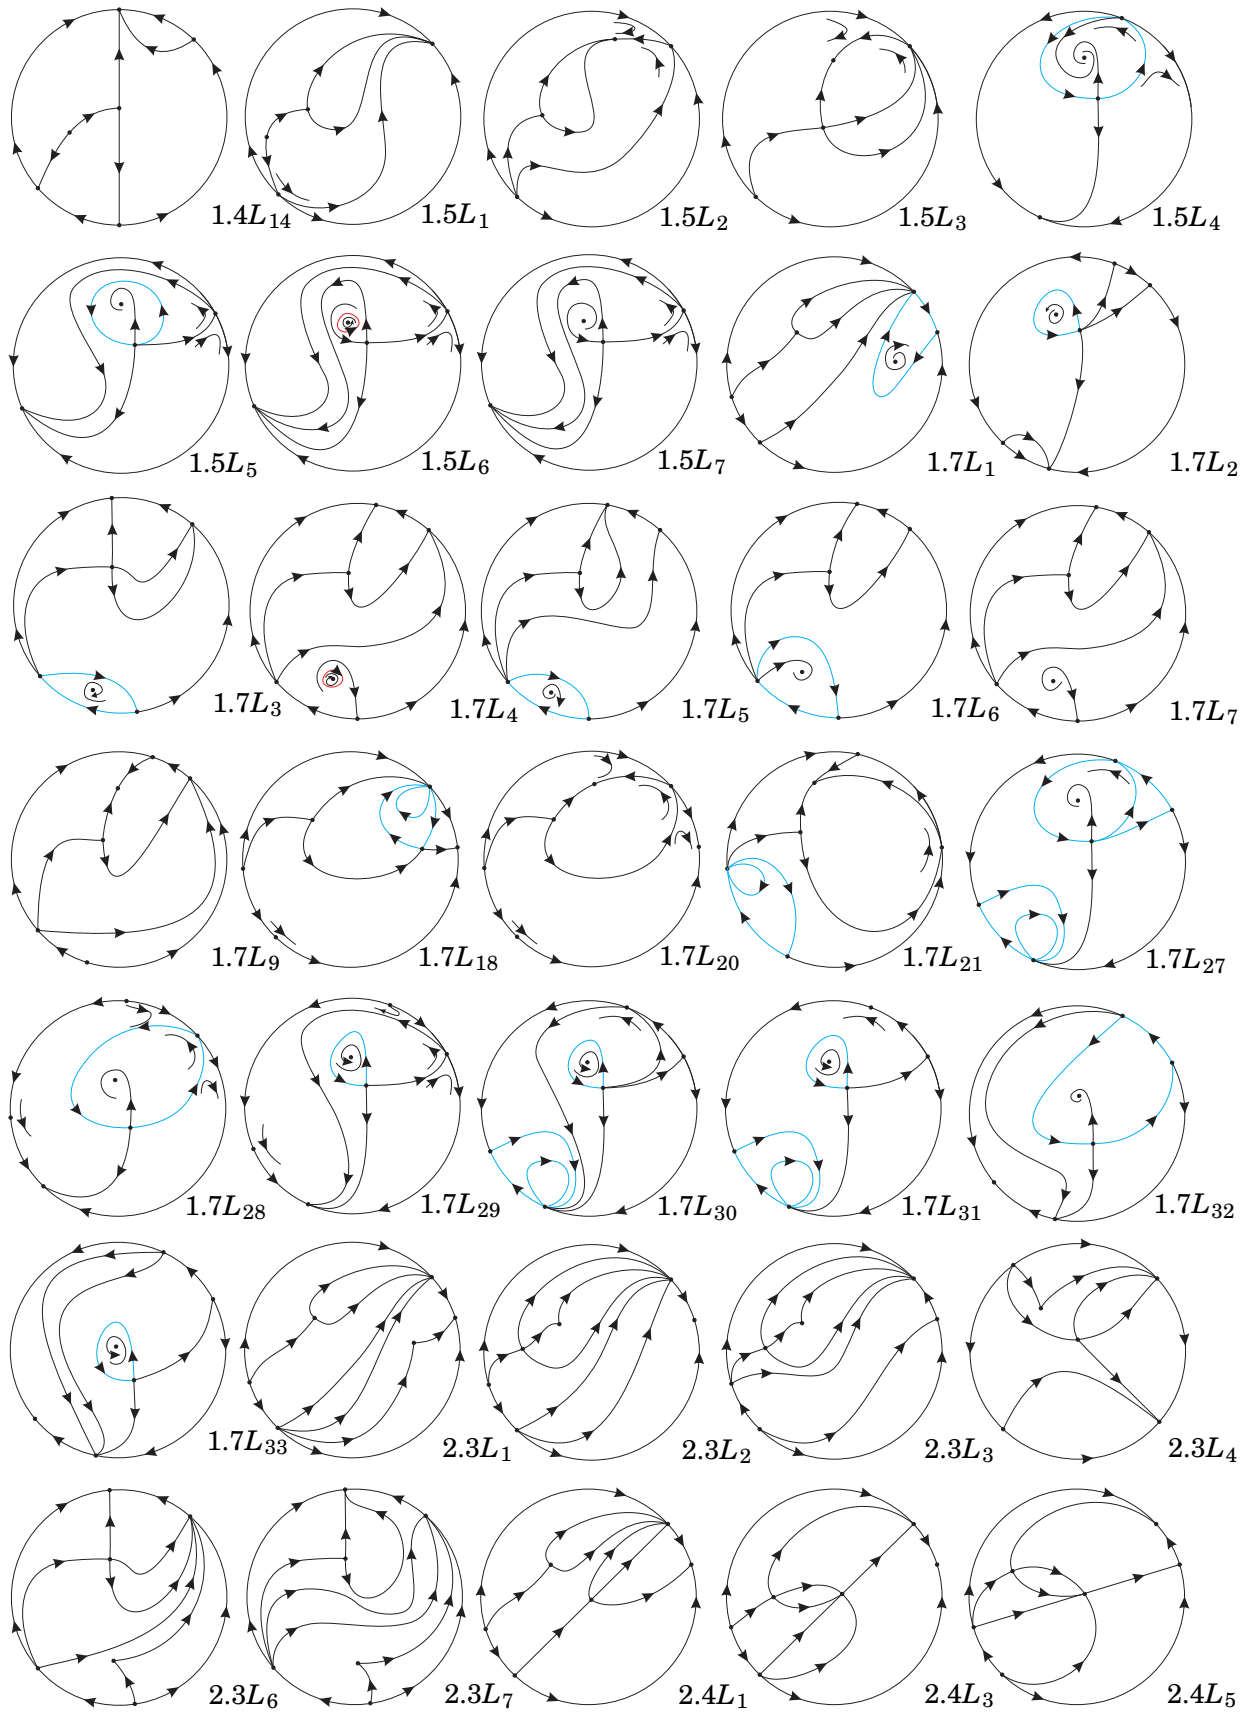 1.4L₁₄ 1.5L₁ 1.5L₂ 1.5L₃ 1.5L₄
1.5L₅ 1.5L₆ 1.5L₇ 1.7L₁ 1.7L₂
1.7L₃ 1.7L₄ 1.7L₅ 1.7L₆ 1.7L₇
1.7L₉ 1.7L₁₈ 1.7L₂₀ 1.7L₂₁ 1.7L₂₇
1.7L₂₈ 1.7L₂₉ 1.7L₃₀ 1.7L₃₁ 1.7L₃₂
1.7L₃₃ 2.3L₁ 2.3L₂ 2.3L₃ 2.3L₄
2.3L₆ 2.3L₇ 2.4L₁ 2.4L₃ 2.4L₅